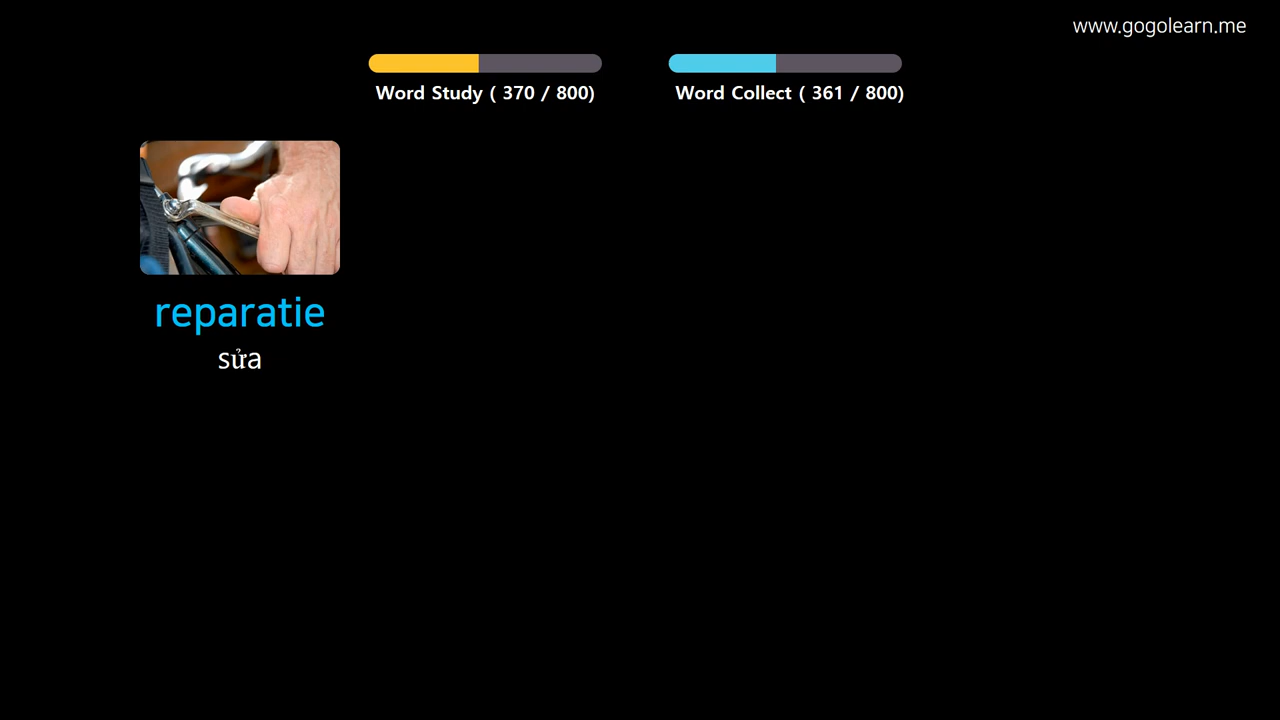 www.gogolearn.me
Word Study ( 370 / 800)
Word Collect ( 361 / 800)
reparatie
sửa